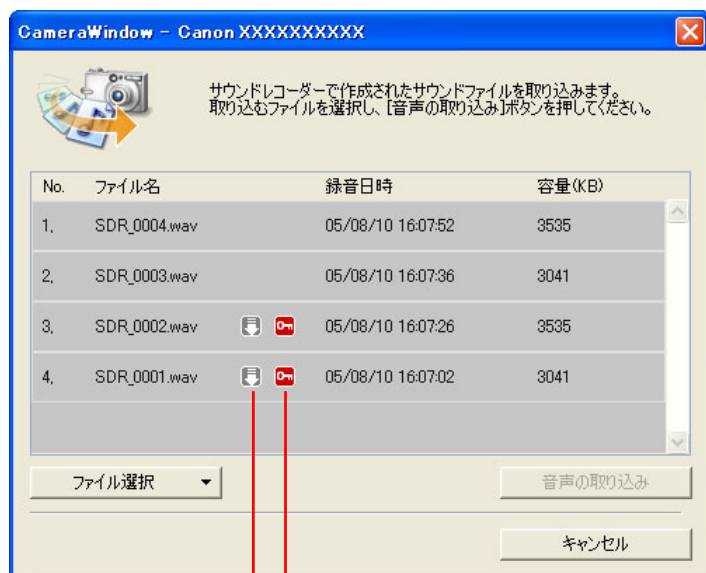 CameraWindow - Canon XXXXXXXXXX
サウンドレコーダーで作成されたサウンドファイルを取り込みます。
取り込むファイルを選択し、[音声の取り込み]ボタンを押してください。
No. ファイル名 録音日時 容量(KB)
1, SDR_0004.wav 05/08/10 16:07:52 3535
2, SDR_0003.wav 05/08/10 16:07:36 3041
3, SDR_0002.wav 05/08/10 16:07:26 3535
4, SDR_0001.wav 05/08/10 16:07:02 3041
ファイル選択 音声の取り込み
キャンセル